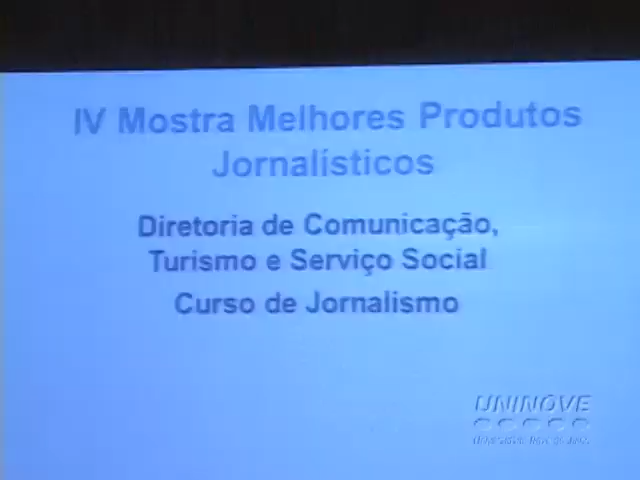 IV Mostra Melhores Produtos
Jornalísticos
Diretoria de Comunicação,
Turismo e Serviço Social
Curso de Jornalismo
UNINOVE